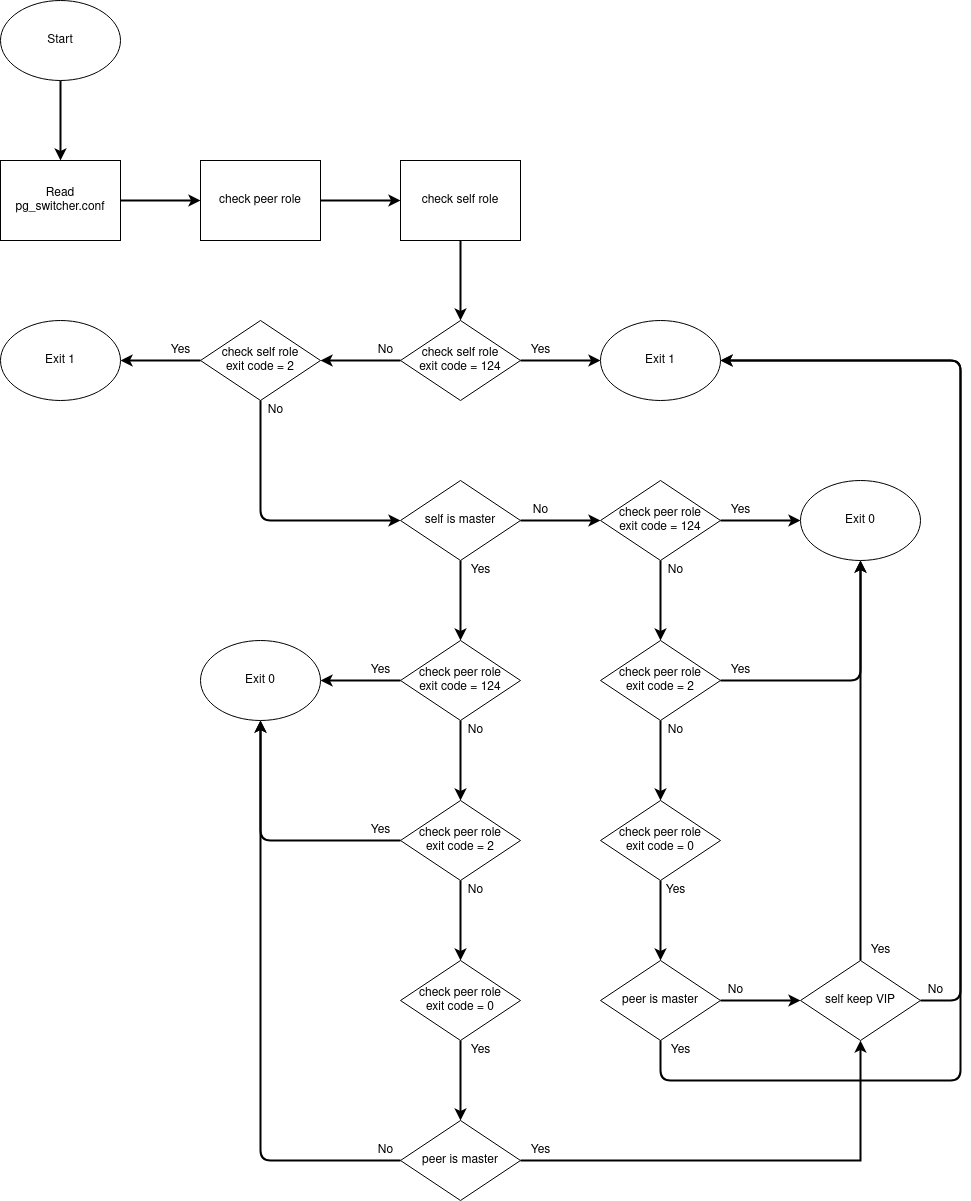 Start
Read
pg_switcher.conf
check peer role
check self role
Exit 1
Yes
check self role
exit code = 2
No
check self role
exit code = 124
Yes
Exit 1
No
self is master
No
check peer role
exit code = 124
Yes
Exit 0
Yes
No
Exit 0
Yes
check peer role
exit code = 124
check peer role
exit code = 2
Yes
No
No
Yes
check peer role
exit code = 2
check peer role
exit code = 0
No
Yes
check peer role
exit code = 0
peer is master
No
Yes
self keep VIP
No
Yes
Yes
No
peer is master
Yes